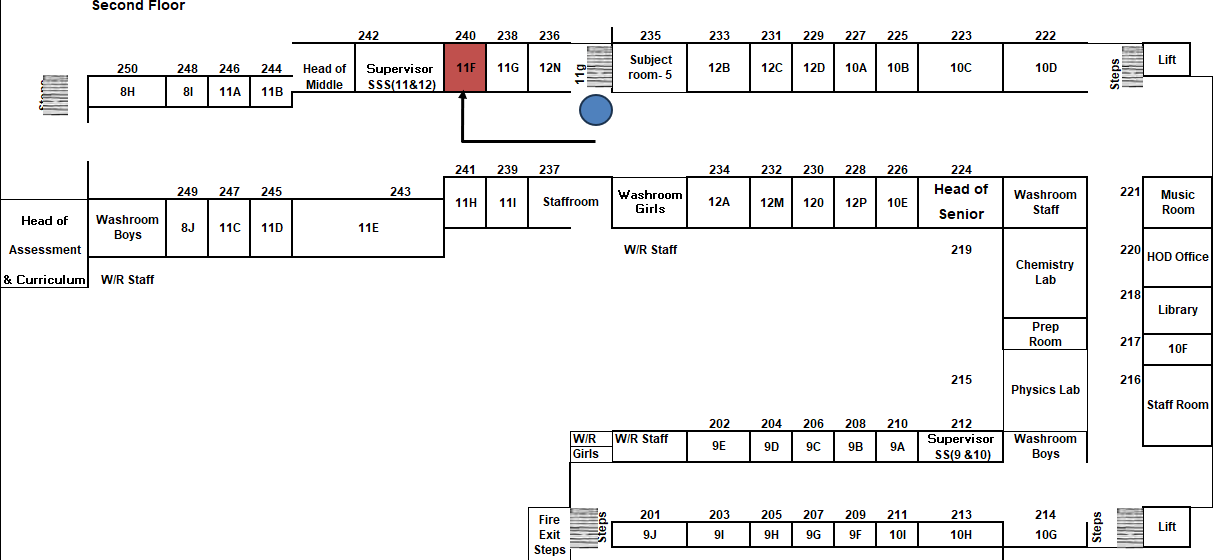 Second Floor
242 240 238 236 235 233 231 229 227 225 223 222
250 248 246 244
Head of
Middle
Supervisor
SSS(11&12)
11F 11G 12N
11g
Subject
room- 5
12B 12C 12D 10A 10B 10C 10D
Steps
Lift
Steps
8H 8I 11A 11B
241 239 237 234 232 230 228 226 224
249 247 245 243
221
11H 11I Staffroom
Washroom
Girls
12A 12M 120 12P 10E
Head of
Senior
Washroom
Staff
Music
Room
Head of
Assessment
& Curriculum
Washroom
Boys
8J 11C 11D 11E
W/R Staff
W/R Staff
219
Chemistry
Lab
220
HOD Office
218
Library
Prep
Room
217
10F
215
Physics Lab
216
Staff Room
202 204 206 208 210 212
W/R
Girls
W/R Staff
9E 9D 9C 9B 9A
Supervisor
SS(9 &10)
Washroom
Boys
Fire
Exit
Steps
Steps
201 203 205 207 209 211 213 214
9J 9I 9H 9G 9F 10I 10H 10G
Steps
Lift